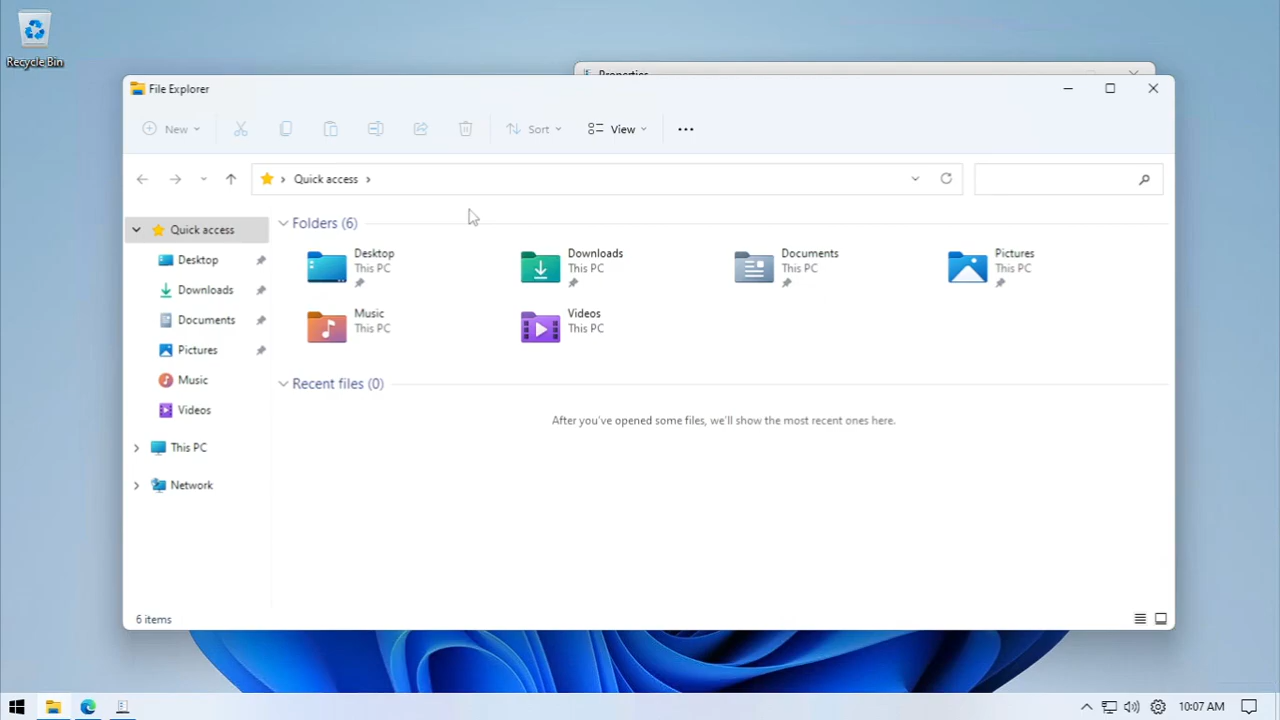 Recycle Bin
Properties
File Explorer
New
Sort
View
Quick access
Folders (6)
Quick access
Desktop
Downloads
Documents
Pictures
Music
Videos
This PC
Network
Desktop
This PC
Downloads
This PC
Documents
This PC
Pictures
This PC
Music
This PC
Videos
This PC
Recent files (0)
After you've opened some files, we'll show the most recent ones here.
6 items
10:07 AM